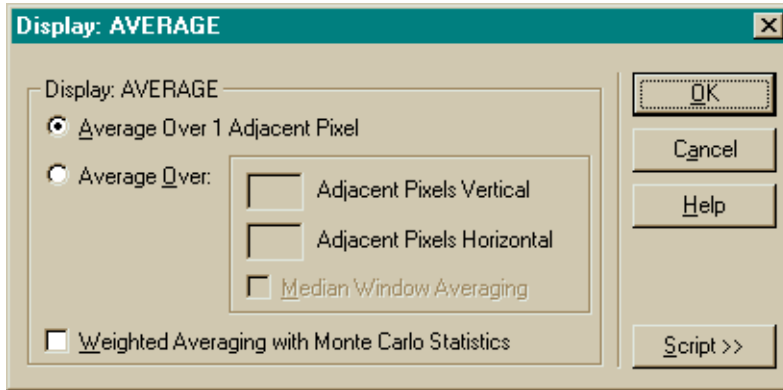 Display: AVERAGE
Display: AVERAGE
Average Over 1 Adjacent Pixel
Average Over:
Adjacent Pixels Vertical
Adjacent Pixels Horizontal
Median Window Averaging
Weighted Averaging with Monte Carlo Statistics
OK
Cancel
Help
Script >>